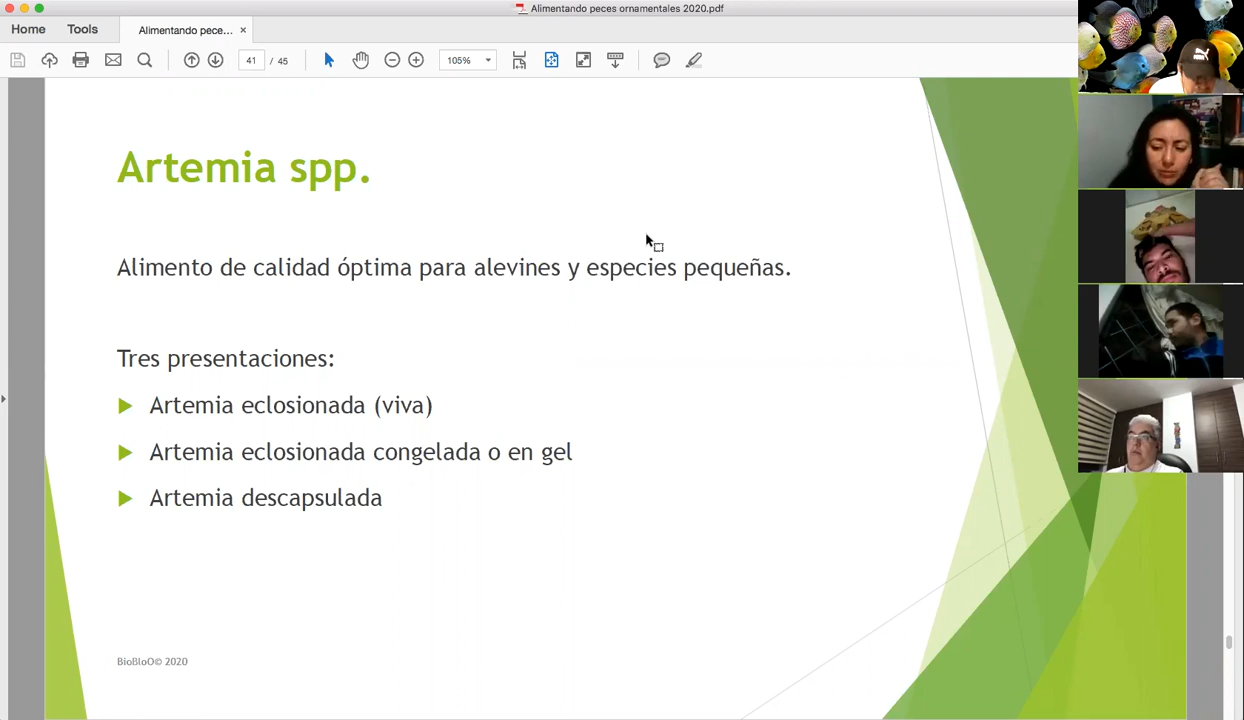 Alimentando peces ornamentales 2020.pdf
Home Tools Alimentando pece... ×
41 / 45 105%
Artemia spp.
Alimento de calidad óptima para alevines y especies pequeñas.
Tres presentaciones:
Artemia eclosionada (viva)
Artemia eclosionada congelada o en gel
Artemia descapsulada
BioBloO© 2020